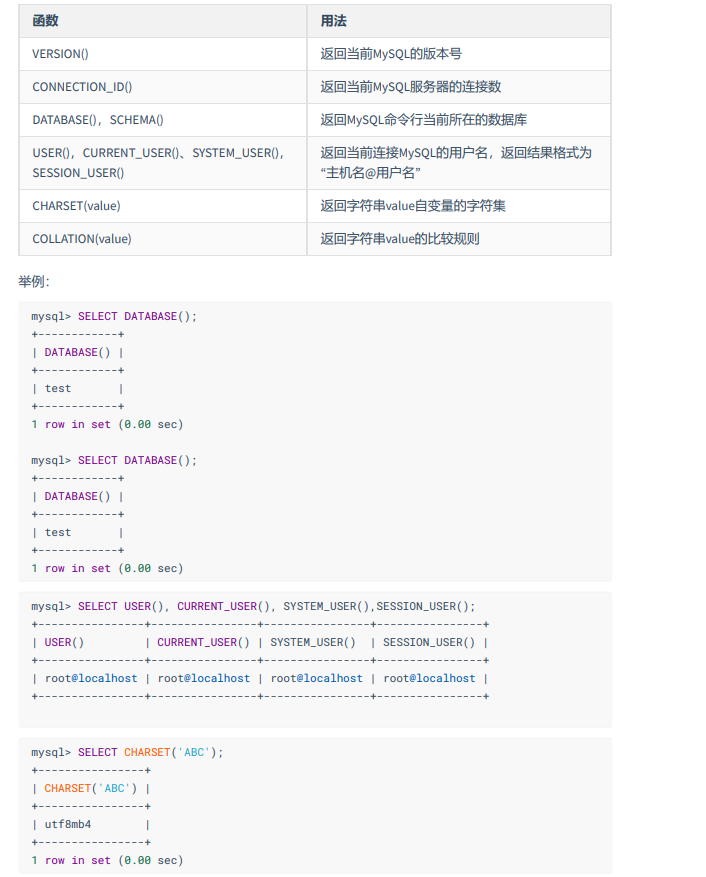 函数 用法
VERSION() 返回当前MySQL的版本号
CONNECTION_ID() 返回当前MySQL服务器的连接数
DATABASE()，SCHEMA() 返回MySQL命令行当前所在的数据库
USER()，CURRENT_USER()、SYSTEM_USER()， 返回当前连接MySQL的用户名，返回结果格式为
SESSION_USER() “主机名@用户名”
CHARSET(value) 返回字符串value自变量的字符集
COLLATION(value) 返回字符串value的比较规则
举例：
mysql> SELECT DATABASE();
+------------+
| DATABASE() |
+------------+
| test       |
+------------+
1 row in set (0.00 sec)
mysql> SELECT DATABASE();
+------------+
| DATABASE() |
+------------+
| test       |
+------------+
1 row in set (0.00 sec)
mysql> SELECT USER(), CURRENT_USER(), SYSTEM_USER(),SESSION_USER();
+----------------+----------------+----------------+----------------+
| USER()         | CURRENT_USER() | SYSTEM_USER()  | SESSION_USER() |
+----------------+----------------+----------------+----------------+
| root@localhost | root@localhost | root@localhost | root@localhost |
+----------------+----------------+----------------+----------------+
mysql> SELECT CHARSET('ABC');
+----------------+
| CHARSET('ABC') |
+----------------+
| utf8mb4        |
+----------------+
1 row in set (0.00 sec)